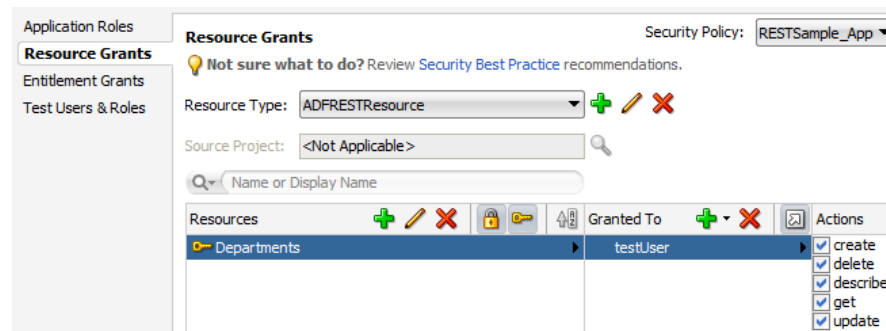 Application Roles
Resource Grants
Entitlement Grants
Test Users & Roles
Resource Grants
Security Policy: RESTSample_App
Not sure what to do? Review Security Best Practice recommendations.
Resource Type: ADFRESTResource
Source Project: <Not Applicable>
Name or Display Name
Resources Granted To Actions
Departments testUser create
delete
describe
get
update